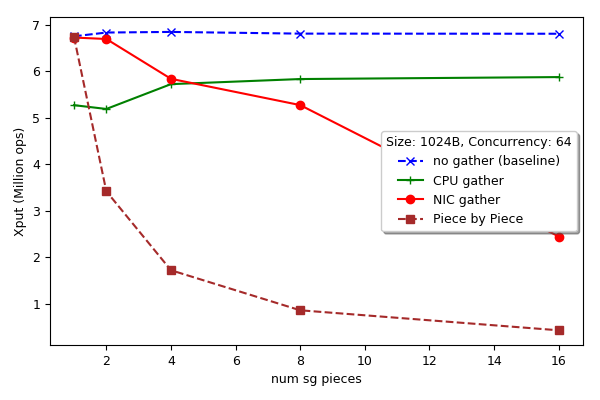 7
6
5
4
3
2
1
Xput (Million ops)
Size: 1024B, Concurrency: 64
no gather (baseline)
CPU gather
NIC gather
Piece by Piece
2 4 6 8 10 12 14 16
num sg pieces